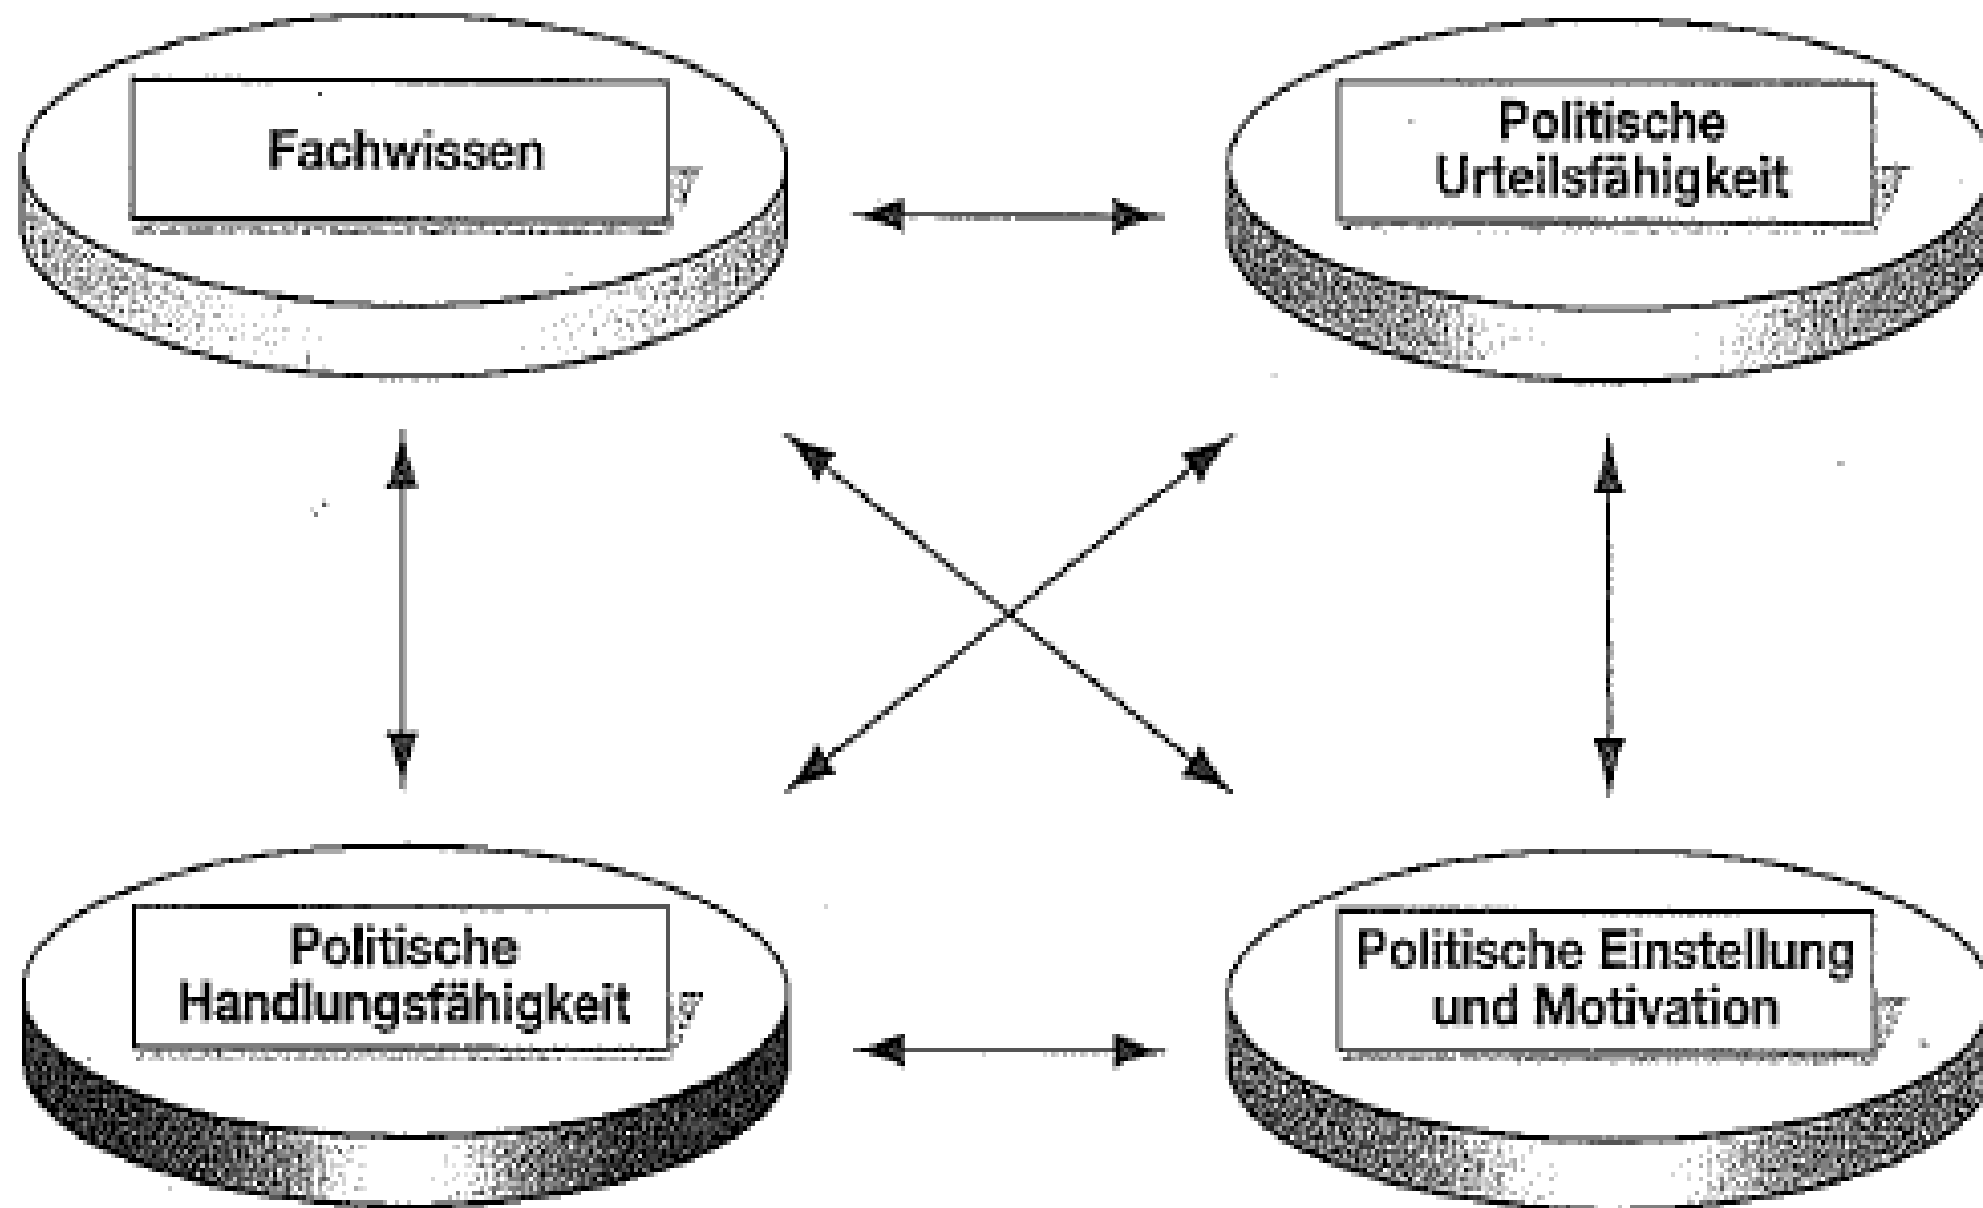 Fachwissen
Politische
Urteilsfähigkeit
Politische
Handlungsfähigkeit
Politische Einstellung
und Motivation